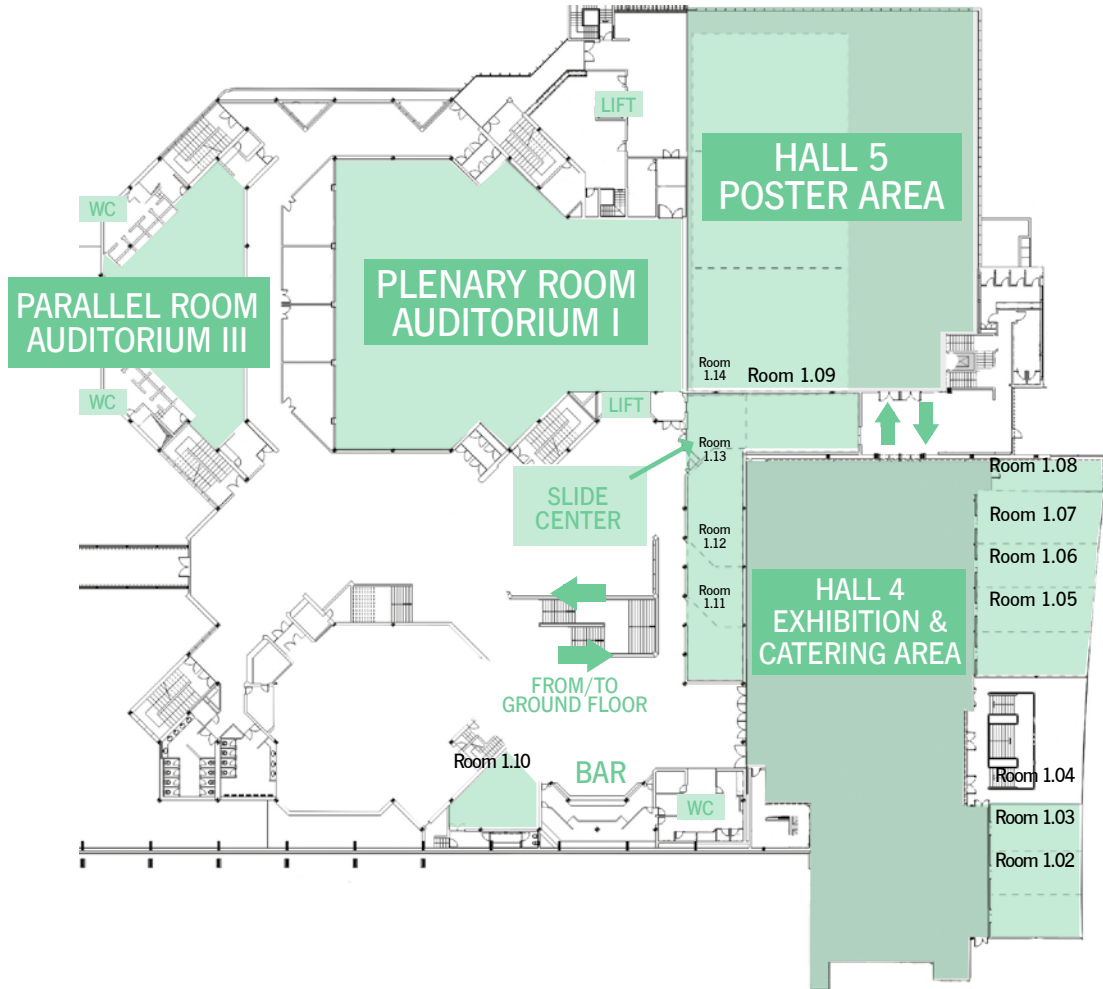 LIFT
HALL 5
POSTER AREA
WC
PLENARY ROOM
AUDITORIUM I
PARALLEL ROOM
AUDITORIUM III
Room
1.14
Room 1.09
WC
LIFT
Room
1.13
Room 1.08
SLIDE
CENTER
Room 1.07
Room
1.12
Room 1.06
HALL 4
EXHIBITION &
CATERING AREA
Room
1.11
Room 1.05
FROM/TO
GROUND FLOOR
Room 1.10
BAR
Room 1.04
WC
Room 1.03
Room 1.02